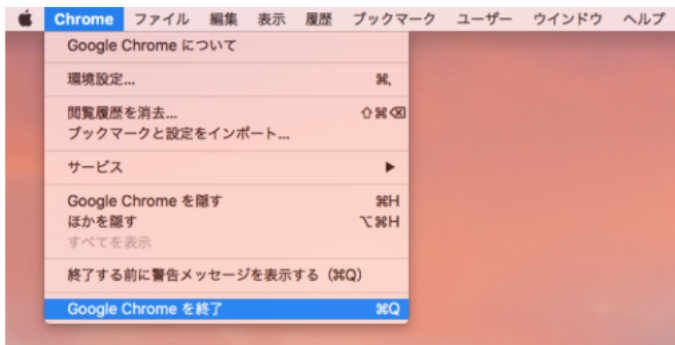 Chrome ファイル 編集 表示 履歴 ブックマーク ユーザー ウインドウ ヘルプ
Google Chrome について
環境設定... ⌘,
閲覧履歴を消去... ⇧⌘⌫
ブックマークと設定をインポート...
サービス ▶
Google Chrome を隠す ⌘H
ほかを隠す ⌥⌘H
すべてを表示
終了する前に警告メッセージを表示する（⌘Q）
Google Chrome を終了 ⌘Q